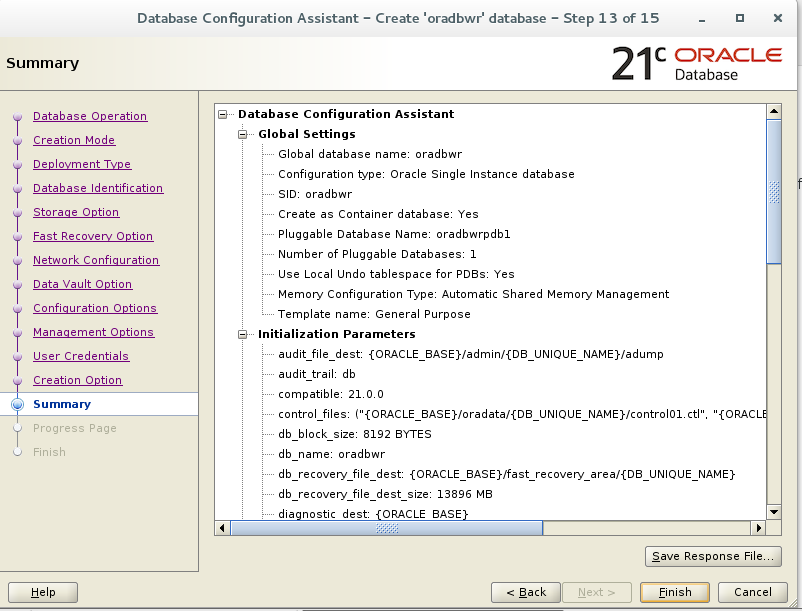 Database Configuration Assistant - Create 'oradbwr' database - Step 13 of 15
Summary
21c ORACLE
Database
Database Operation
Creation Mode
Deployment Type
Database Identification
Storage Option
Fast Recovery Option
Network Configuration
Data Vault Option
Configuration Options
Management Options
User Credentials
Creation Option
Summary
Progress Page
Finish
Database Configuration Assistant
Global Settings
Global database name: oradbwr
Configuration type: Oracle Single Instance database
SID: oradbwr
Create as Container database: Yes
Pluggable Database Name: oradbwrpdb1
Number of Pluggable Databases: 1
Use Local Undo tablespace for PDBs: Yes
Memory Configuration Type: Automatic Shared Memory Management
Template name: General Purpose
Initialization Parameters
audit_file_dest: {ORACLE_BASE}/admin/{DB_UNIQUE_NAME}/adump
audit_trail: db
compatible: 21.0.0
control_files: ("{ORACLE_BASE}/oradata/{DB_UNIQUE_NAME}/control01.ctl", "{ORACLE
db_block_size: 8192 BYTES
db_name: oradbwr
db_recovery_file_dest: {ORACLE_BASE}/fast_recovery_area/{DB_UNIQUE_NAME}
db_recovery_file_dest_size: 13896 MB
diagnostic_dest: {ORACLE_BASE}
Save Response File...
Help
< Back
Next >
Finish
Cancel